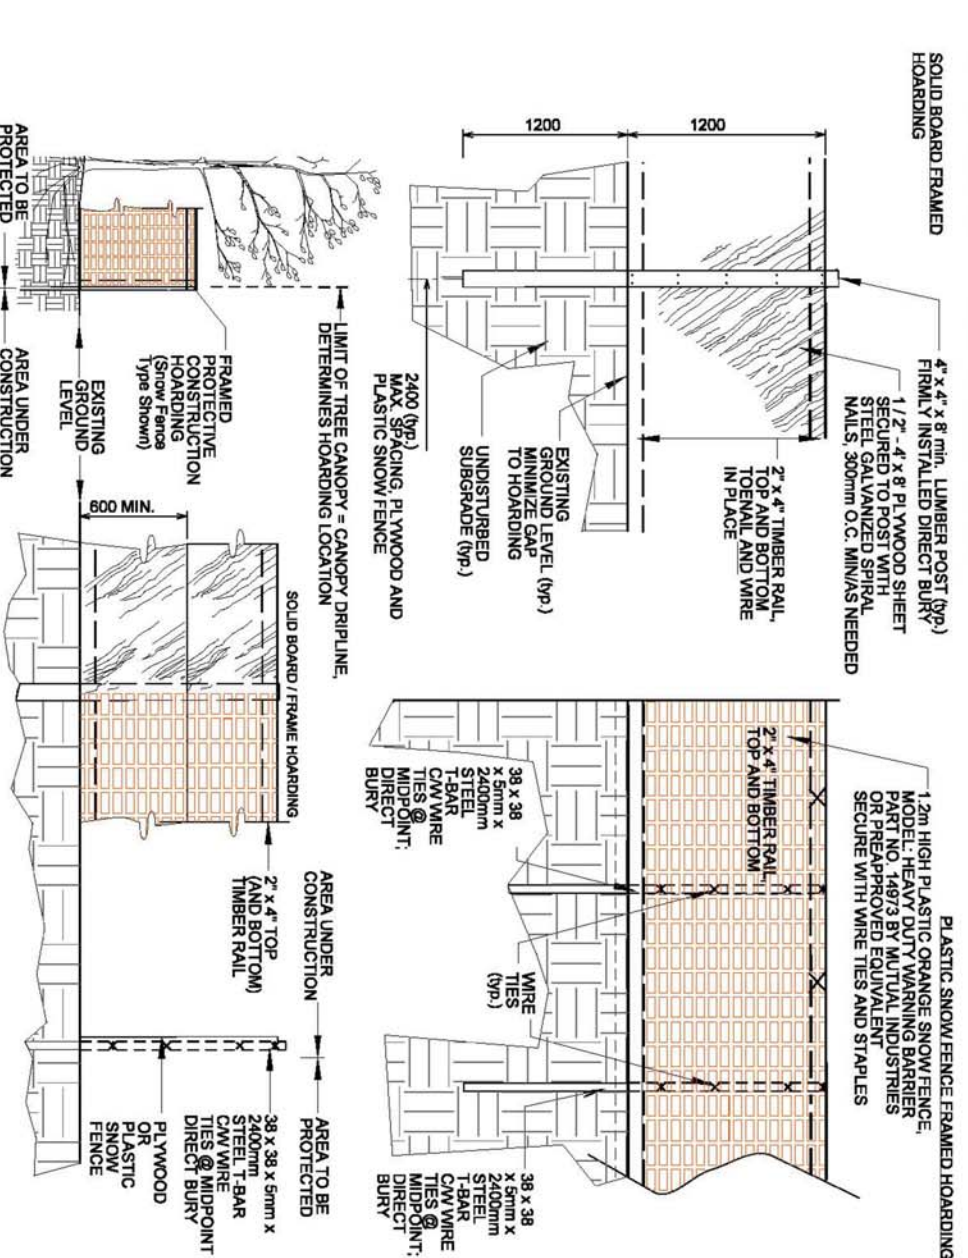 SOLID BOARD FRAMED
HOARDING
1200
1200
4" x 4" x 8' min. LUMBER POST (typ.)
FIRMLY INSTALLED DIRECT BURY
1 / 2" - 4' x 8' PLYWOOD SHEET
SECURED TO POST WITH
STEEL GALVANIZED SPIRAL
NAILS, 300mm O.C. MIN/AS NEEDED
2" x 4" TIMBER RAIL,
TOP AND BOTTOM
TOENAIL AND WIRE
IN PLACE
EXISTING
GROUND LEVEL (typ.)
MINIMIZE GAP
TO HOARDING
UNDISTURBED
SUBGRADE (typ.)
2400 (typ.)
MAX. SPACING, PLYWOOD AND
PLASTIC SNOW FENCE
PLASTIC SNOW FENCE FRAMED HOARDING
1.2m HIGH PLASTIC ORANGE SNOW FENCE,
MODEL: HEAVY DUTY WARNING BARRIER
PART NO. 14973 BY MUTUAL INDUSTRIES
OR PREAPPROVED EQUIVALENT
SECURE WITH WIRE TIES AND STAPLES
2" x 4" TIMBER RAIL,
TOP AND BOTTOM
38 x 38
x 5mm x
2400mm
STEEL
T-BAR
C/W WIRE
TIES @
MIDPOINT;
DIRECT
BURY
WIRE
TIES
(typ.)
38 x 38
x 5mm x
2400mm
STEEL
T-BAR
C/W WIRE
TIES @
MIDPOINT;
DIRECT
BURY
LIMIT OF TREE CANOPY = CANOPY DRIPLINE,
DETERMINES HOARDING LOCATION
FRAMED
PROTECTIVE
CONSTRUCTION
HOARDING
(Snow Fence
Type Shown)
EXISTING
GROUND
LEVEL
AREA TO BE
PROTECTED
AREA UNDER
CONSTRUCTION
600 MIN.
SOLID BOARD / FRAME HOARDING
2" x 4" TOP
(AND BOTTOM)
TIMBER RAIL
AREA UNDER
CONSTRUCTION
AREA TO BE
PROTECTED
38 x 38 x 5mm x
2400mm
STEEL T-BAR
C/W WIRE
TIES @ MIDPOINT
DIRECT BURY
PLYWOOD
OR
PLASTIC
SNOW
FENCE